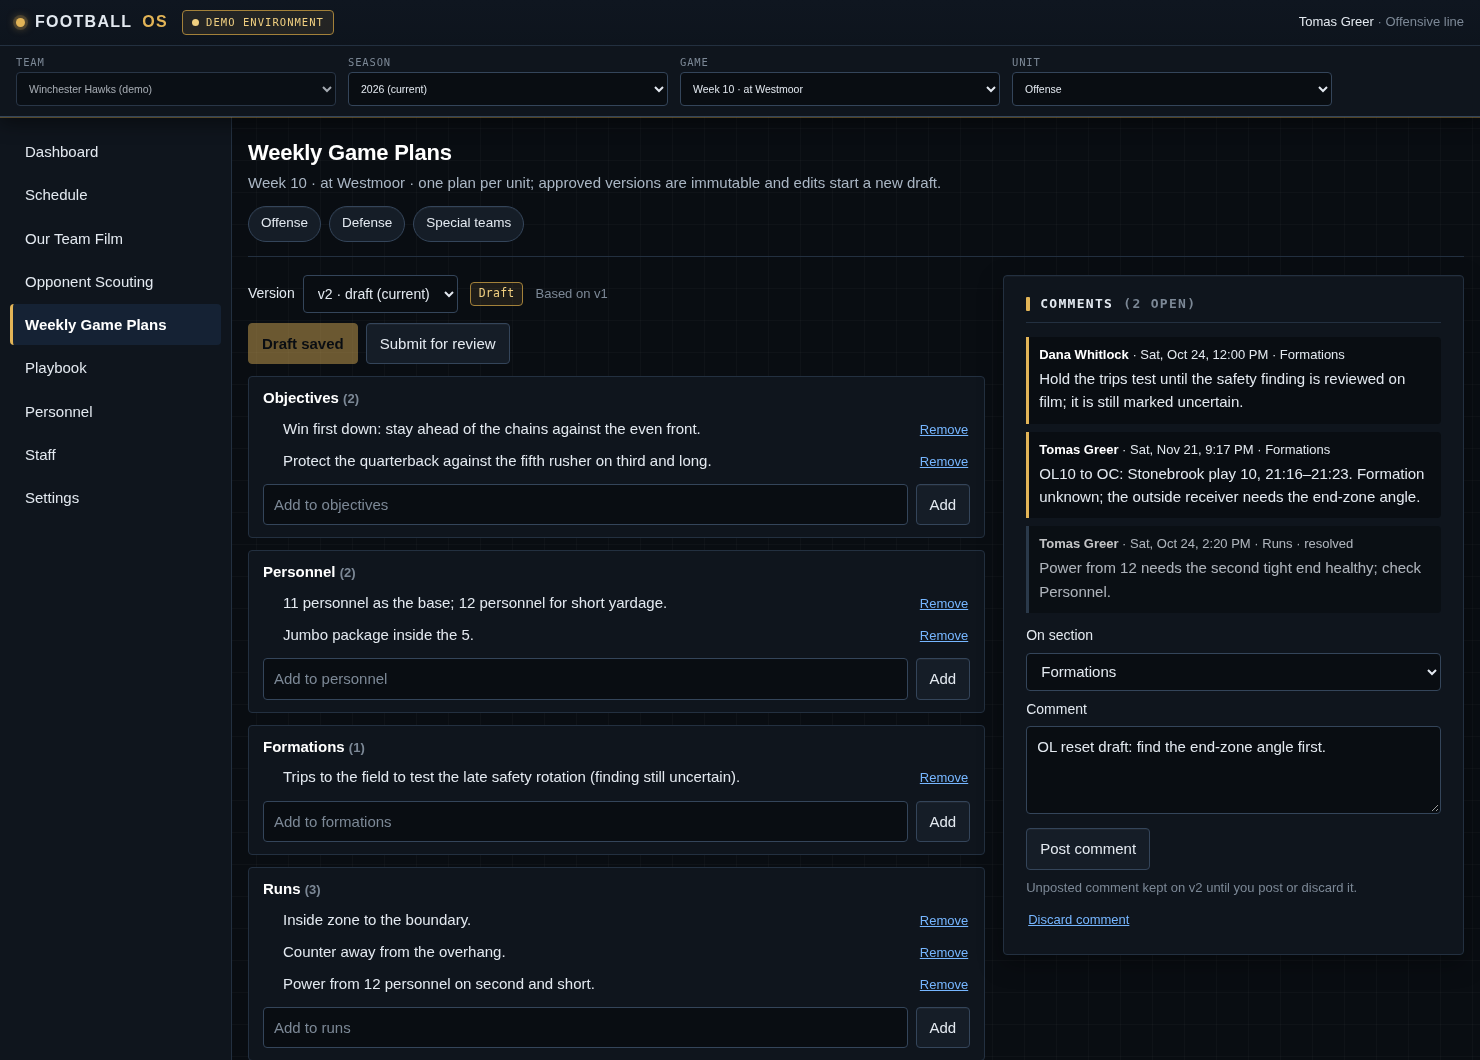 FOOTBALL OS
DEMO ENVIRONMENT
Tomas Greer · Offensive line
TEAM
Winchester Hawks (demo)
SEASON
2026 (current)
GAME
Week 10 · at Westmoor
UNIT
Offense
Dashboard
Schedule
Our Team Film
Opponent Scouting
Weekly Game Plans
Playbook
Personnel
Staff
Settings
Weekly Game Plans
Week 10 · at Westmoor · one plan per unit; approved versions are immutable and edits start a new draft.
Offense
Defense
Special teams
Version
v2 · draft (current)
Draft
Based on v1
Draft saved
Submit for review
Objectives (2)
Win first down: stay ahead of the chains against the even front.
Remove
Protect the quarterback against the fifth rusher on third and long.
Remove
Add to objectives
Add
Personnel (2)
11 personnel as the base; 12 personnel for short yardage.
Remove
Jumbo package inside the 5.
Remove
Add to personnel
Add
Formations (1)
Trips to the field to test the late safety rotation (finding still uncertain).
Remove
Add to formations
Add
Runs (3)
Inside zone to the boundary.
Remove
Counter away from the overhang.
Remove
Power from 12 personnel on second and short.
Remove
Add to runs
Add
COMMENTS (2 OPEN)
Dana Whitlock · Sat, Oct 24, 12:00 PM · Formations
Hold the trips test until the safety finding is reviewed on
film; it is still marked uncertain.
Tomas Greer · Sat, Nov 21, 9:17 PM · Formations
OL10 to OC: Stonebrook play 10, 21:16–21:23. Formation
unknown; the outside receiver needs the end-zone angle.
Tomas Greer · Sat, Oct 24, 2:20 PM · Runs · resolved
Power from 12 needs the second tight end healthy; check
Personnel.
On section
Formations
Comment
OL reset draft: find the end-zone angle first.
Post comment
Unposted comment kept on v2 until you post or discard it.
Discard comment